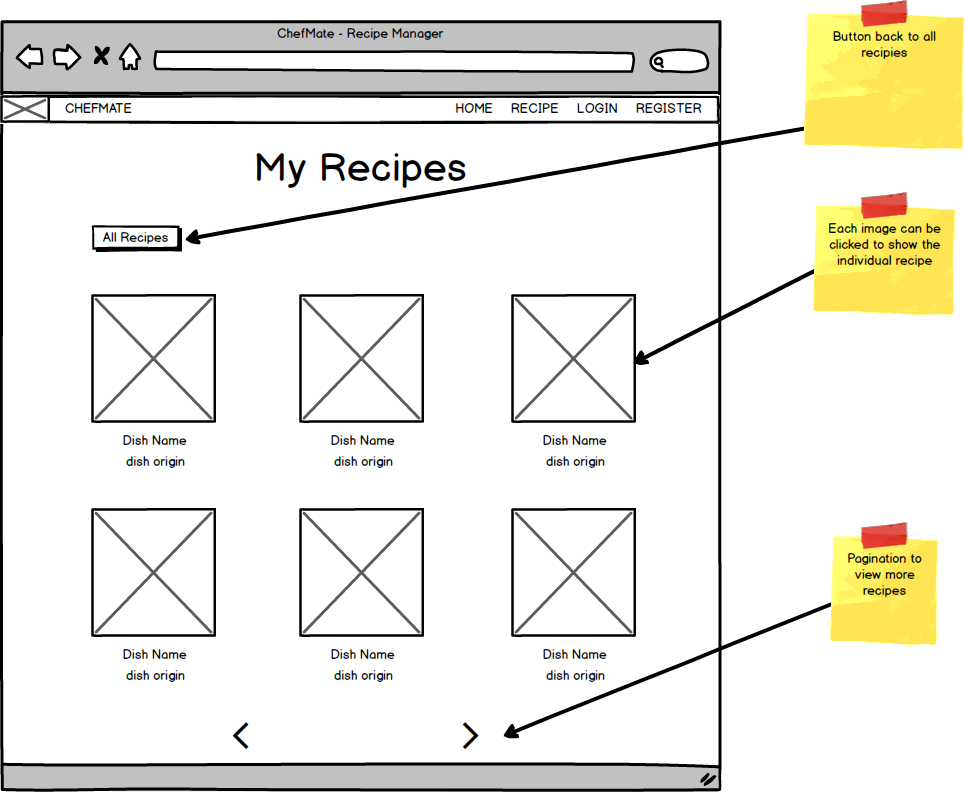 ChefMate - Recipe Manager
CHEFMATE
HOME RECIPE LOGIN REGISTER
My Recipes
All Recipes
Dish Name Dish Name Dish Name
dish origin dish origin dish origin
Dish Name Dish Name Dish Name
dish origin dish origin dish origin
Button back to all
recipies
Each image can be
clicked to show the
individual recipe
Pagination to
view more
recipes